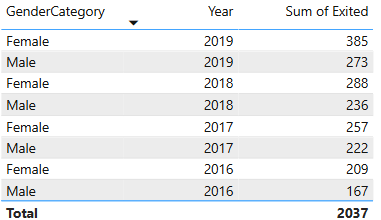 GenderCategory Year Sum of Exited
Female 2019 385
Male 2019 273
Female 2018 288
Male 2018 236
Female 2017 257
Male 2017 222
Female 2016 209
Male 2016 167
Total 2037